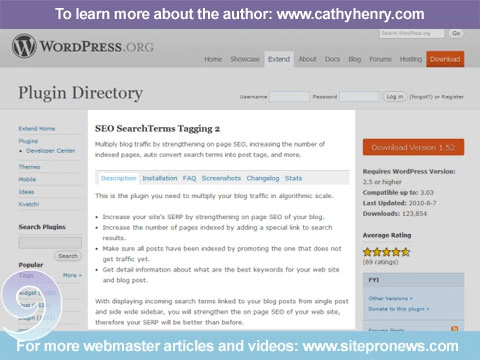 To learn more about the author: www.cathyhenry.com
WORDPRESS.ORG
Search WordPress.org
Go
Home Showcase Extend About Docs Blog Forums Hosting Download
Plugin Directory
Username Password Log in (forgot?) or Register
Extend Home
Plugins
• Developer Center
Themes
Mobile
Ideas
Kvetch!
Search Plugins
Search
Popular
Tags More »
SEO SearchTerms Tagging 2
Multiply blog traffic by strengthening on page SEO, increasing the number of
indexed pages, auto convert search terms into post tags, and more.
Description Installation FAQ Screenshots Changelog Stats
This is the plugin you need to multiply your blog traffic in algorithmic scale.
• Increase your site's SERP by strengthening on page SEO of your blog.
• Increase the number of pages indexed by adding a special link to search
results.
• Make sure all posts have been indexed by promoting the one that does not
get traffic yet.
• Get detail information about what are the best keywords for your web site
and blog post.
With displaying incoming search terms linked to your blog posts from single post
and side wide sidebar, you will strengthen the on page SEO of your web site,
therefore your SERP will be better than before.
Download Version 1.52
Requires WordPress Version:
2.5 or higher
Compatible up to: 3.03
Last Updated: 2010-8-7
Downloads: 123,854
Average Rating
(69 ratings)
FYI
Other Versions »
Donate to this plugin »
9
For more webmaster articles and videos: www.sitepronews.com